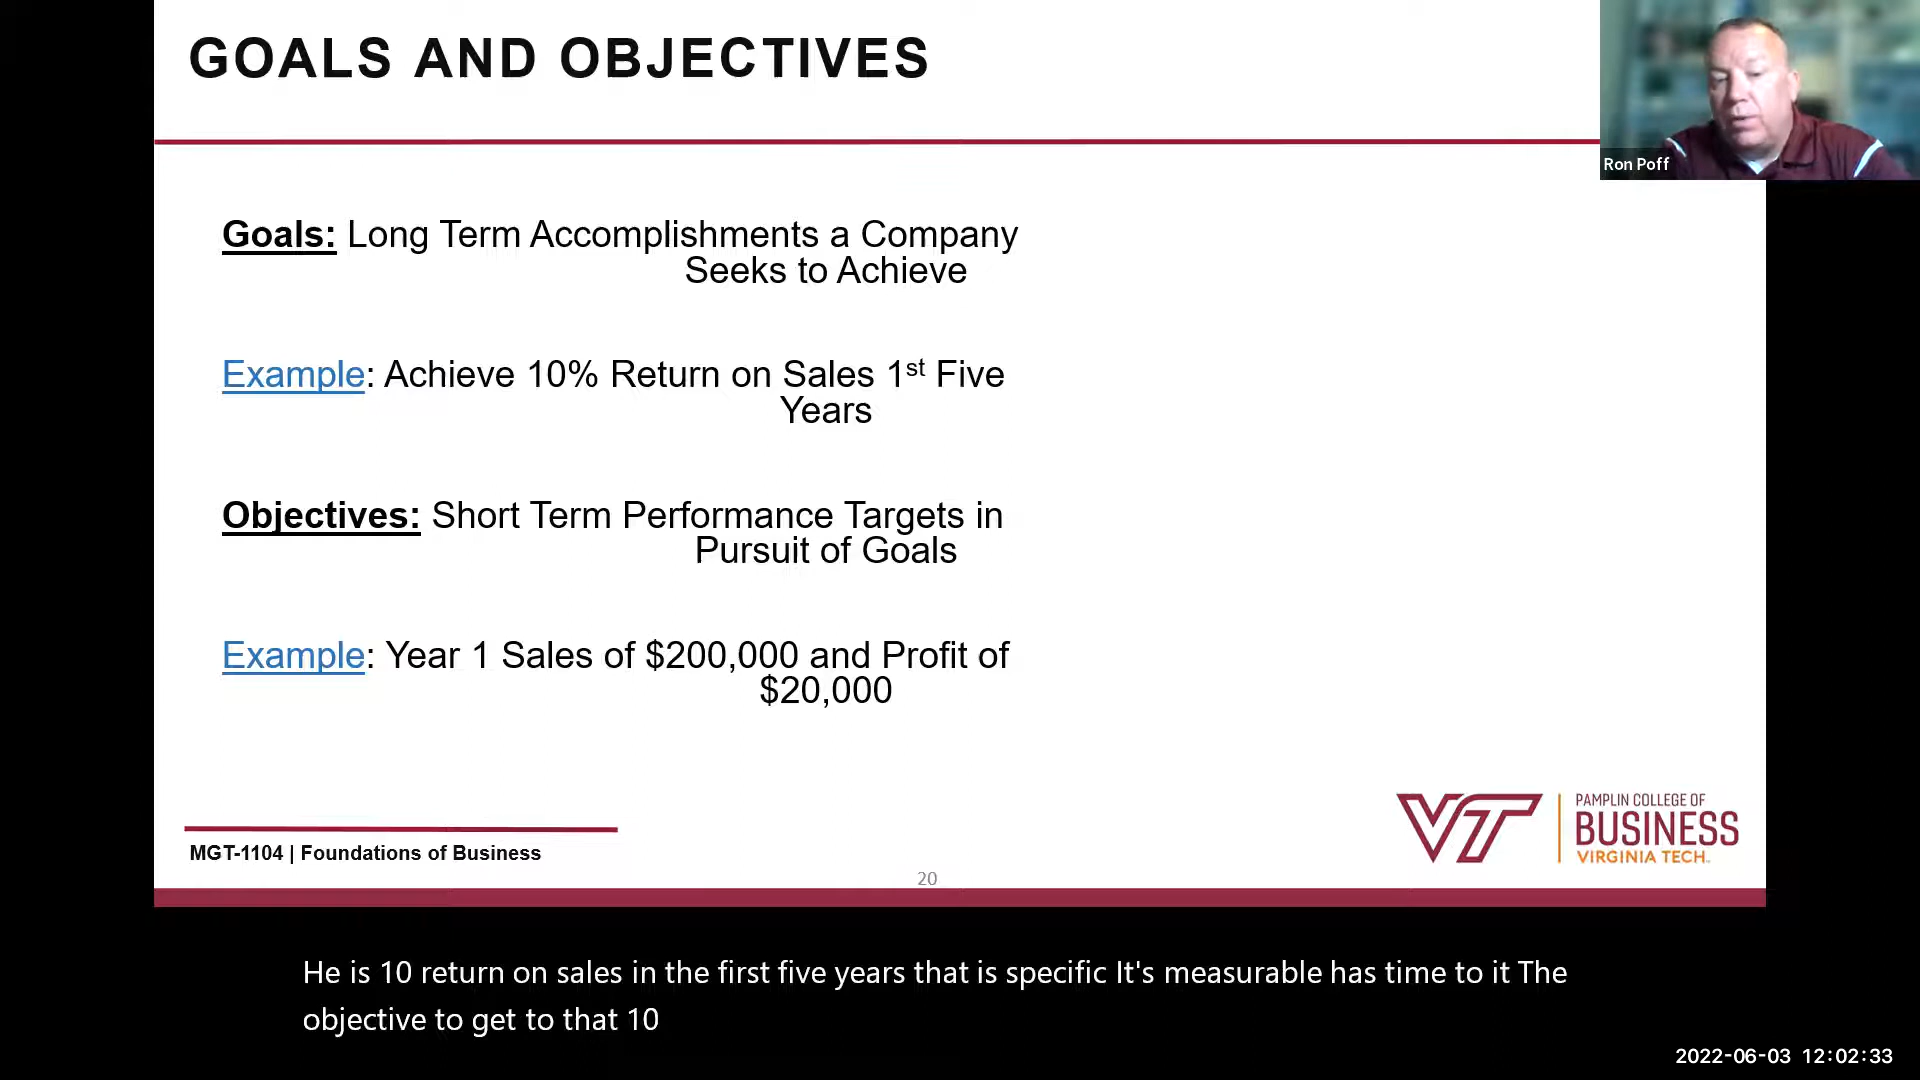 GOALS AND OBJECTIVES
Ron Poff
Goals: Long Term Accomplishments a Company
Seeks to Achieve
Example: Achieve 10% Return on Sales 1st Five
Years
Objectives: Short Term Performance Targets in
Pursuit of Goals
Example: Year 1 Sales of $200,000 and Profit of
$20,000
VT
PAMPLIN COLLEGE OF
BUSINESS
VIRGINIA TECH.
MGT-1104 | Foundations of Business
20
He is 10 return on sales in the first five years that is specific It's measurable has time to it The
objective to get to that 10
2022-06-03 12:02:33